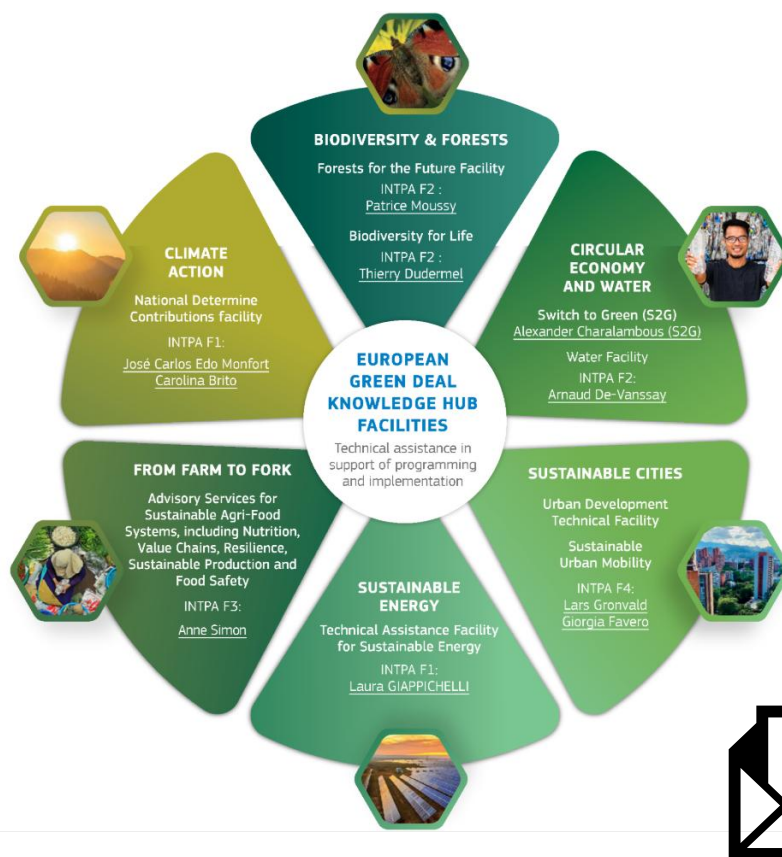 BIODIVERSITY & FORESTS
Forests for the Future Facility
INTPA F2 :
Patrice Moussy
Biodiversity for Life
INTPA F2 :
Thierry Dudermel
CIRCULAR
ECONOMY
AND WATER
Switch to Green (S2G)
Alexander Charalambous (S2G)
Water Facility
INTPA F2:
Arnaud De-Vanssay
CLIMATE
ACTION
National Determine
Contributions facility
INTPA F1:
José Carlos Edo Monfort
Carolina Brito
EUROPEAN
GREEN DEAL
KNOWLEDGE HUB
FACILITIES
Technical assistance in
support of programming
and implementation
FROM FARM TO FORK
Advisory Services for
Sustainable Agri-Food
Systems, including Nutrition,
Value Chains, Resilience,
Sustainable Production and
Food Safety
INTPA F3:
Anne Simon
SUSTAINABLE
ENERGY
Technical Assistance Facility
for Sustainable Energy
INTPA F1:
Laura GIAPPICHELLI
SUSTAINABLE CITIES
Urban Development
Technical Facility
Sustainable
Urban Mobility
INTPA F4:
Lars Gronvald
Giorgia Favero